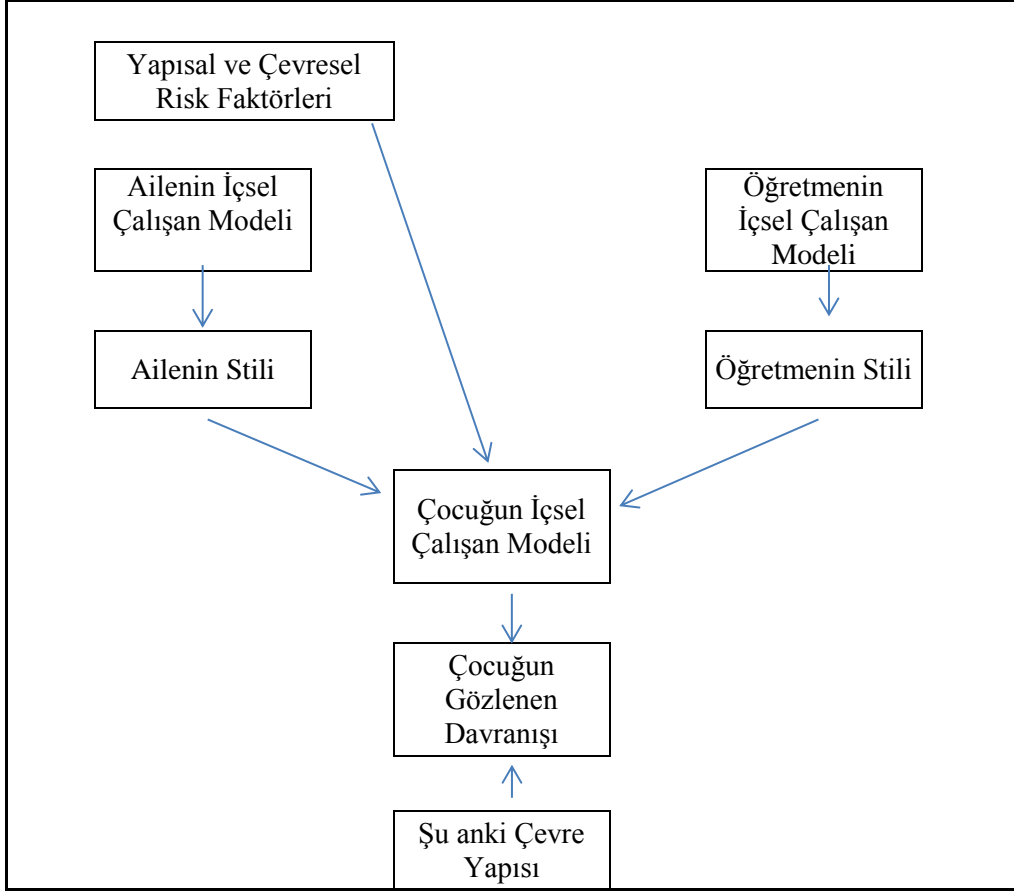 Yapısal ve Çevresel
Risk Faktörleri
Ailenin İçsel
Çalışan Modeli
Öğretmenin
İçsel Çalışan
Modeli
Ailenin Stili
Öğretmenin Stili
Çocuğun İçsel
Çalışan Modeli
Çocuğun
Gözlenen
Davranışı
Şu anki Çevre
Yapısı